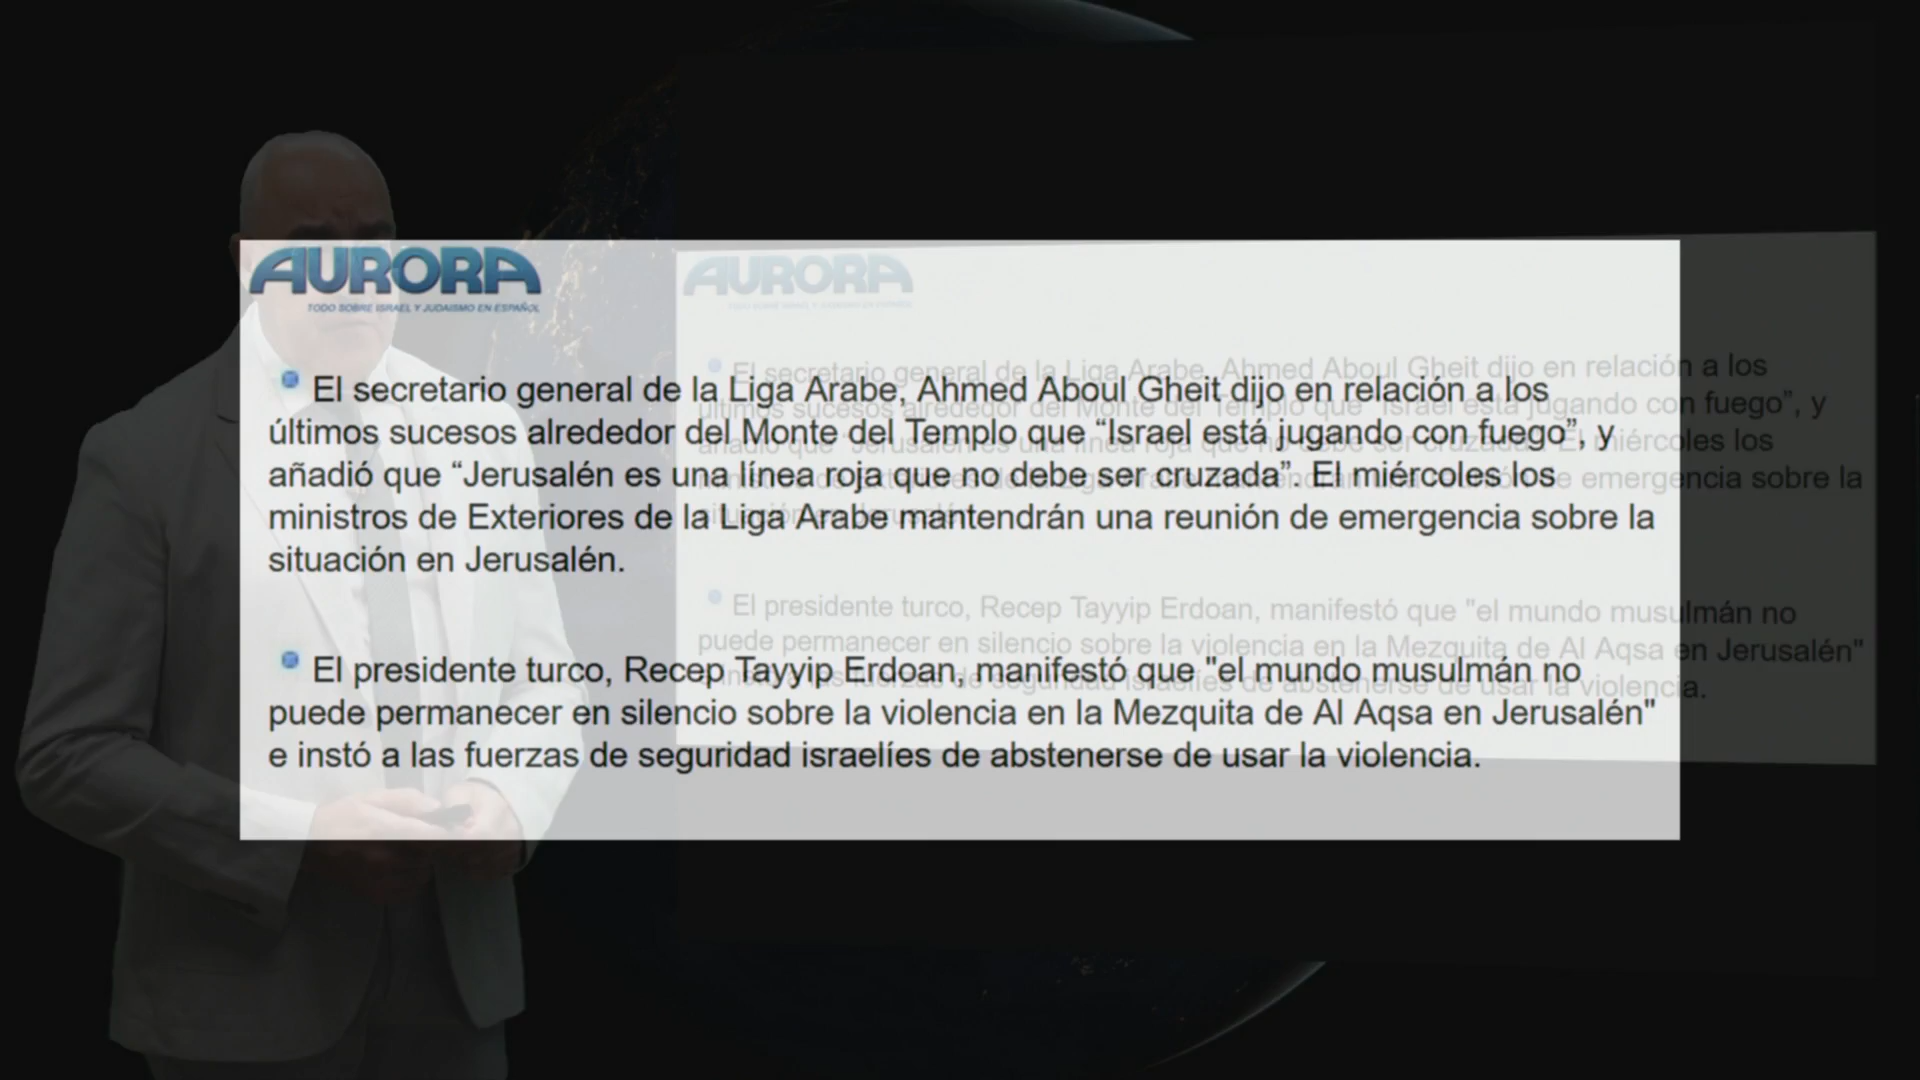 AURORA
TODO SOBRE ISRAEL Y JUDAISMO EN ESPAÑOL
El secretario general de la Liga Arabe, Ahmed Aboul Gheit dijo en relación a los
últimos sucesos alrededor del Monte del Templo que “Israel está jugando con fuego”, y
añadió que “Jerusalén es una línea roja que no debe ser cruzada”. El miércoles los
ministros de Exteriores de la Liga Arabe mantendrán una reunión de emergencia sobre la
situación en Jerusalén.
El presidente turco, Recep Tayyip Erdoan, manifestó que "el mundo musulmán no
puede permanecer en silencio sobre la violencia en la Mezquita de Al Aqsa en Jerusalén"
e instó a las fuerzas de seguridad israelíes de abstenerse de usar la violencia.